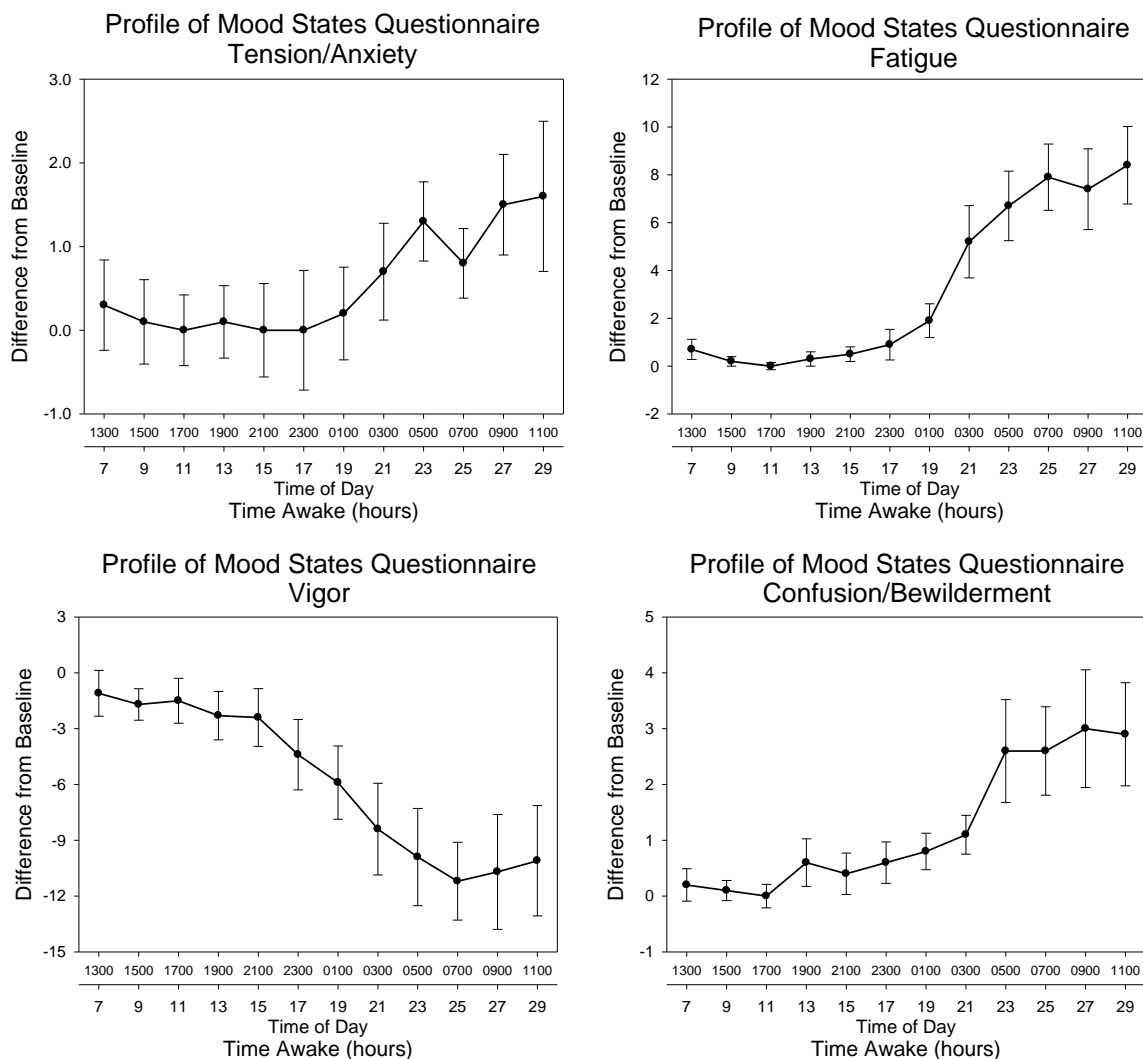 Profile of Mood States Questionnaire
Tension/Anxiety
Difference from Baseline
3.0
2.0
1.0
0.0
-1.0
1300 1500 1700 1900 2100 2300 0100 0300 0500 0700 0900 1100
7 9 11 13 15 17 19 21 23 25 27 29
Time of Day
Time Awake (hours)
Profile of Mood States Questionnaire
Fatigue
Difference from Baseline
12
10
8
6
4
2
0
-2
1300 1500 1700 1900 2100 2300 0100 0300 0500 0700 0900 1100
7 9 11 13 15 17 19 21 23 25 27 29
Time of Day
Time Awake (hours)
Profile of Mood States Questionnaire
Vigor
Difference from Baseline
3
0
-3
-6
-9
-12
-15
1300 1500 1700 1900 2100 2300 0100 0300 0500 0700 0900 1100
7 9 11 13 15 17 19 21 23 25 27 29
Time of Day
Time Awake (hours)
Profile of Mood States Questionnaire
Confusion/Bewilderment
Difference from Baseline
5
4
3
2
1
0
-1
1300 1500 1700 1900 2100 2300 0100 0300 0500 0700 0900 1100
7 9 11 13 15 17 19 21 23 25 27 29
Time of Day
Time Awake (hours)